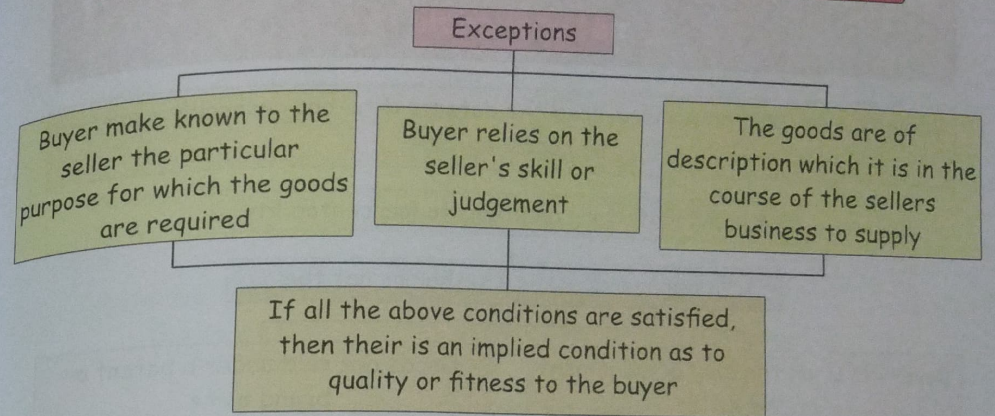 Exceptions
Buyer make known to the
seller the particular
purpose for which the goods
are required
Buyer relies on the
seller's skill or
judgement
The goods are of
description which it is in the
course of the sellers
business to supply
If all the above conditions are satisfied,
then their is an implied condition as to
quality or fitness to the buyer